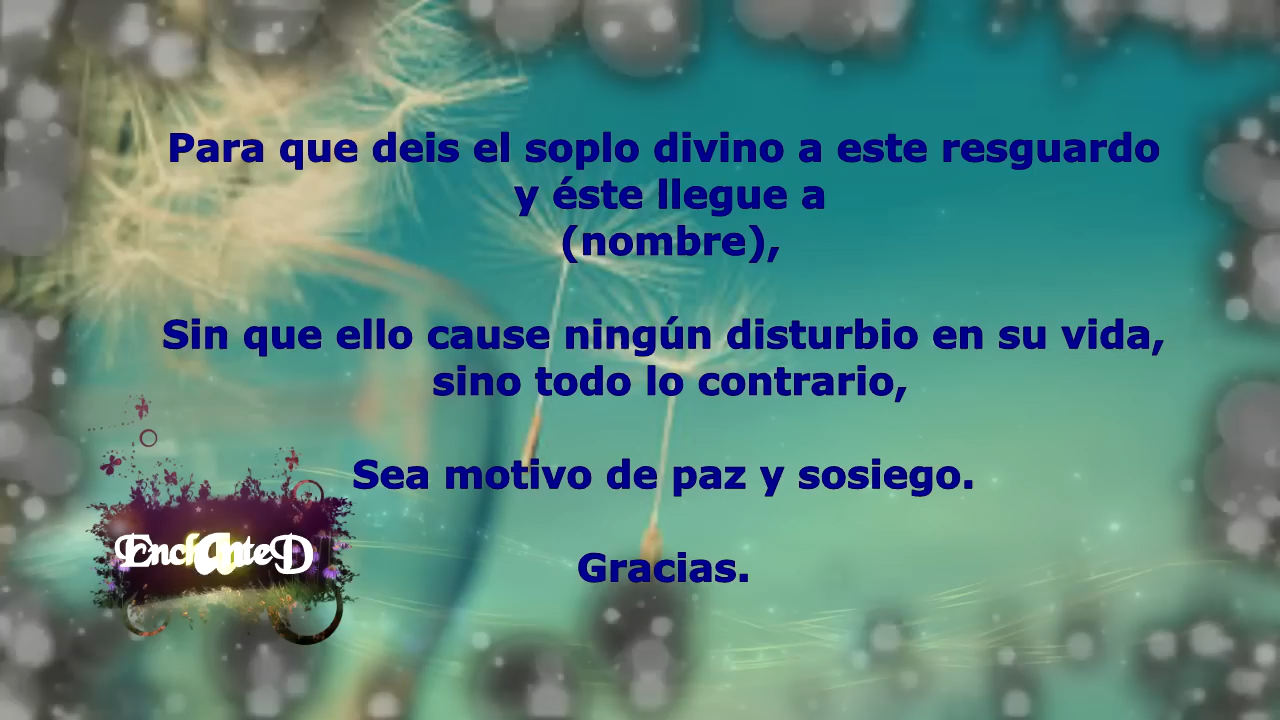 Para que deis el soplo divino a este resguardo
y éste llegue a
(nombre),
Sin que ello cause ningún disturbio en su vida,
sino todo lo contrario,
Sea motivo de paz y sosiego.
EnchanteD
Gracias.